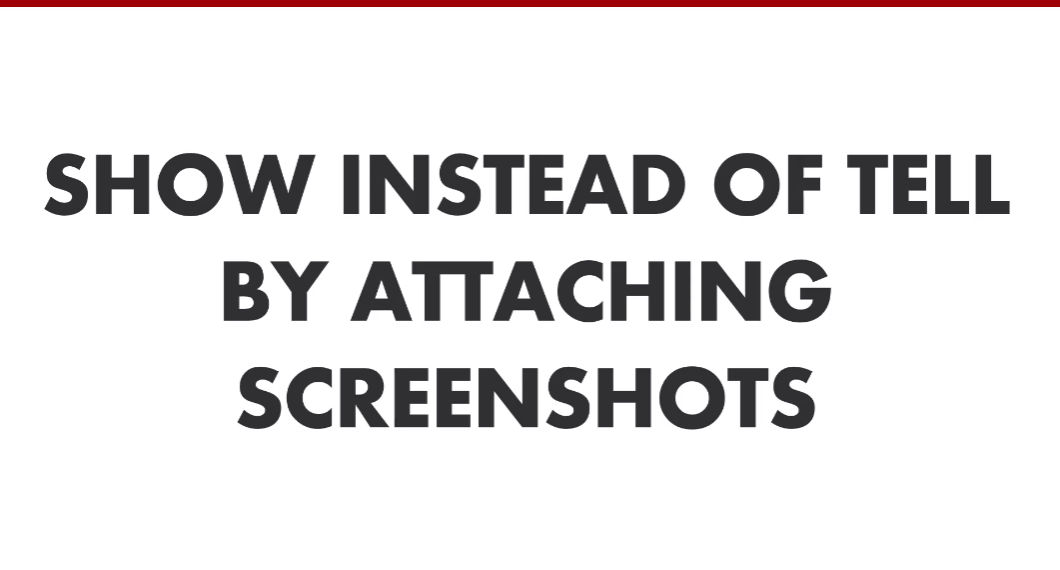 SHOW INSTEAD OF TELL
BY ATTACHING
SCREENSHOTS